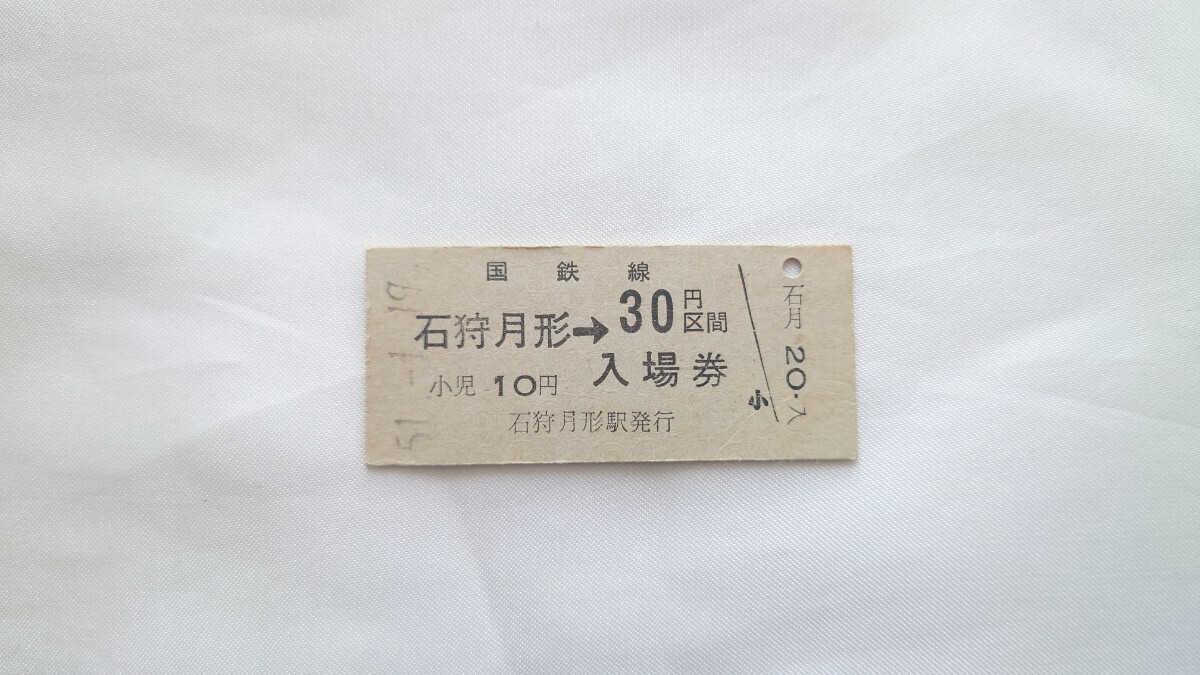 国鉄線
石狩月形→30円区間
入場券
小児 10円
石狩月形駅発行
51-1.19
石月 20.入
小